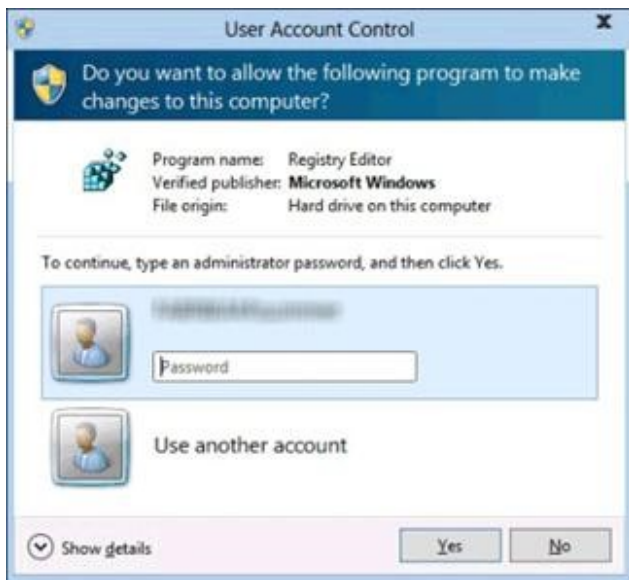 User Account Control
Do you want to allow the following program to make
changes to this computer?
Program name: Registry Editor
Verified publisher: Microsoft Windows
File origin: Hard drive on this computer
To continue, type an administrator password, and then click Yes.
Password
Use another account
Show details
Yes
No